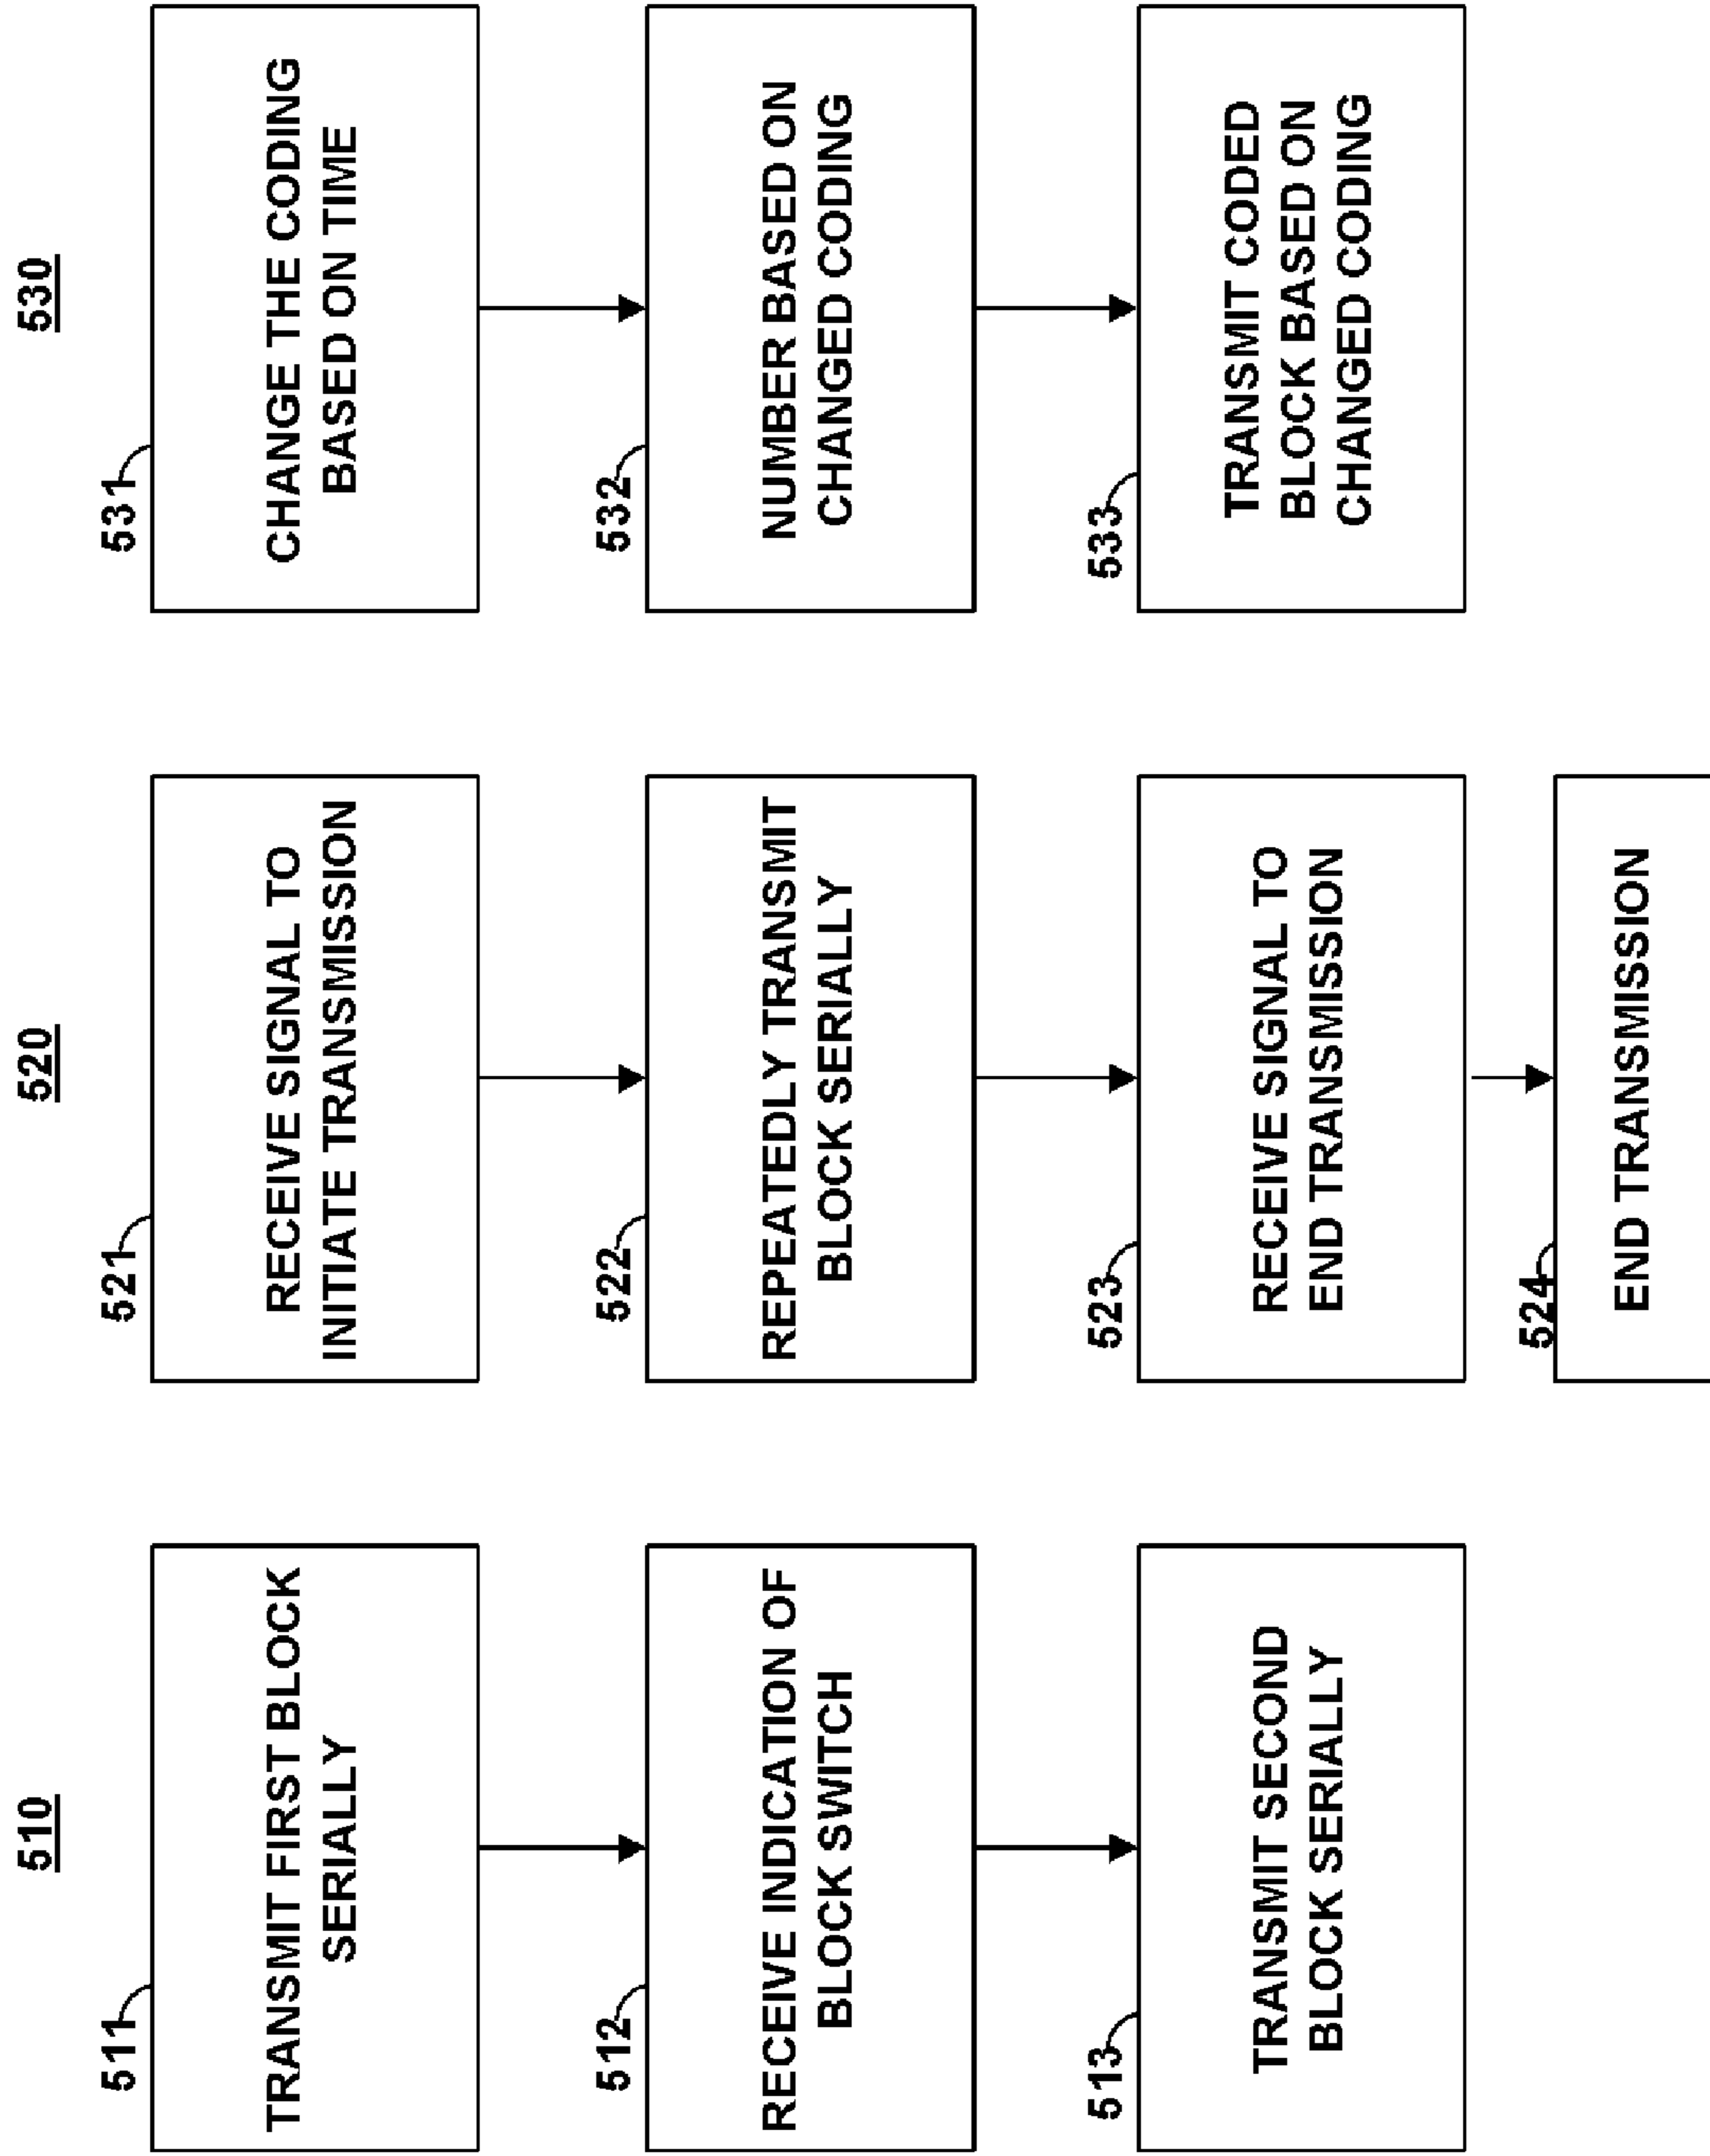 510
511
TRANSMIT FIRST BLOCK
SERIALLY
512
RECEIVE INDICATION OF
BLOCK SWITCH
513
TRANSMIT SECOND
BLOCK SERIALLY
520
521
RECEIVE SIGNAL TO
INITIATE TRANSMISSION
522
REPEATEDLY TRANSMIT
BLOCK SERIALLY
523
RECEIVE SIGNAL TO
END TRANSMISSION
524
END TRANSMISSION
530
531
CHANGE THE CODING
BASED ON TIME
532
NUMBER BASED ON
CHANGED CODING
533
TRANSMIT CODED
BLOCK BASED ON
CHANGED CODING